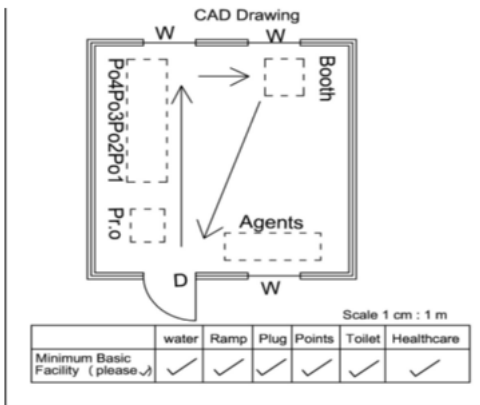 CAD Drawing
W
W
Po4Po3Po2Po1
Booth
Pr.o
Agents
D
W
Scale 1 cm : 1 m
water Ramp Plug Points Toilet Healthcare
Minimum Basic
Facility ( please ✓) ✓ ✓ ✓ ✓ ✓ ✓